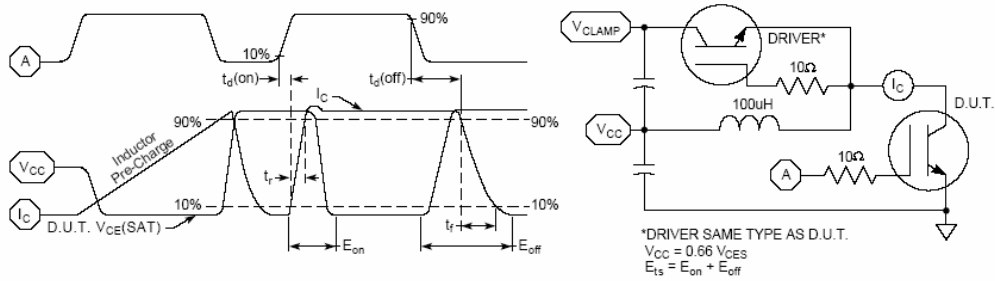 A
90%
10%
td(on)
td(off)
IC
90%
90%
Inductor
Pre-Charge
VCC
tr
10%
10%
IC
D.U.T. VCE(SAT)
tf
Eon
Eoff
VCLAMP
DRIVER*
10Ω
IC
100uH
D.U.T.
VCC
10Ω
A
*DRIVER SAME TYPE AS D.U.T.
VCC = 0.66 VCES
Ets = Eon + Eoff